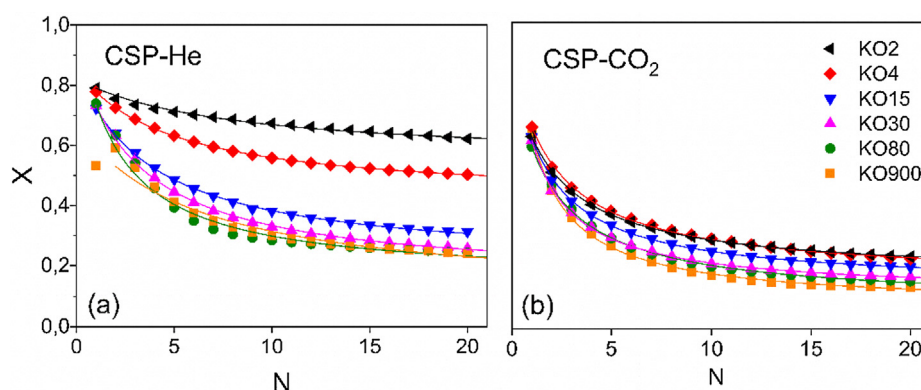 1,0
0,8
0,6
0,4
0,2
0,0
X
CSP-He
(a)
0
5
10
15
20
N
CSP-CO₂
KO2
KO4
KO15
KO30
KO80
KO900
(b)
0
5
10
15
20
N